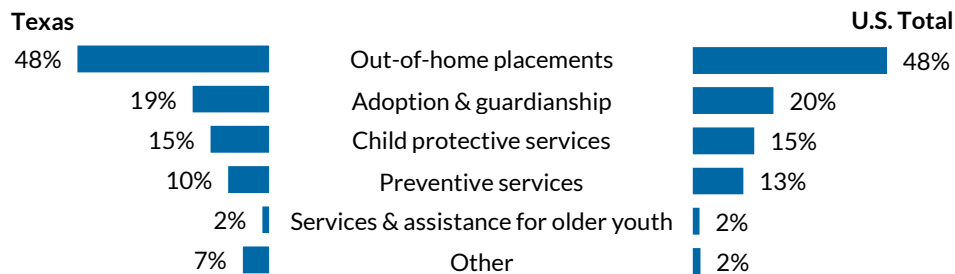 Texas U.S. Total
48% Out-of-home placements 48%
19% Adoption & guardianship 20%
15% Child protective services 15%
10% Preventive services 13%
2% Services & assistance for older youth 2%
7% Other 2%